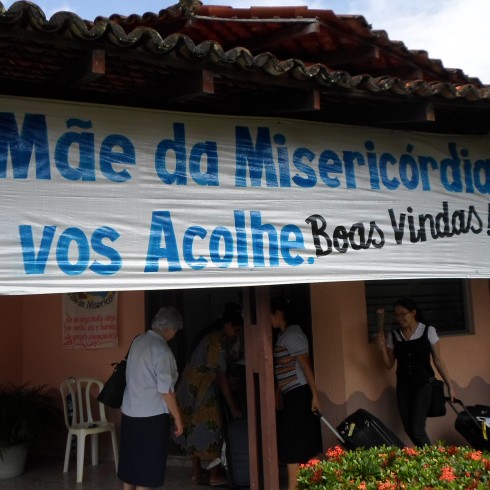 Mãe da Misericórdia
vos Acolhe. Boas Vindas!